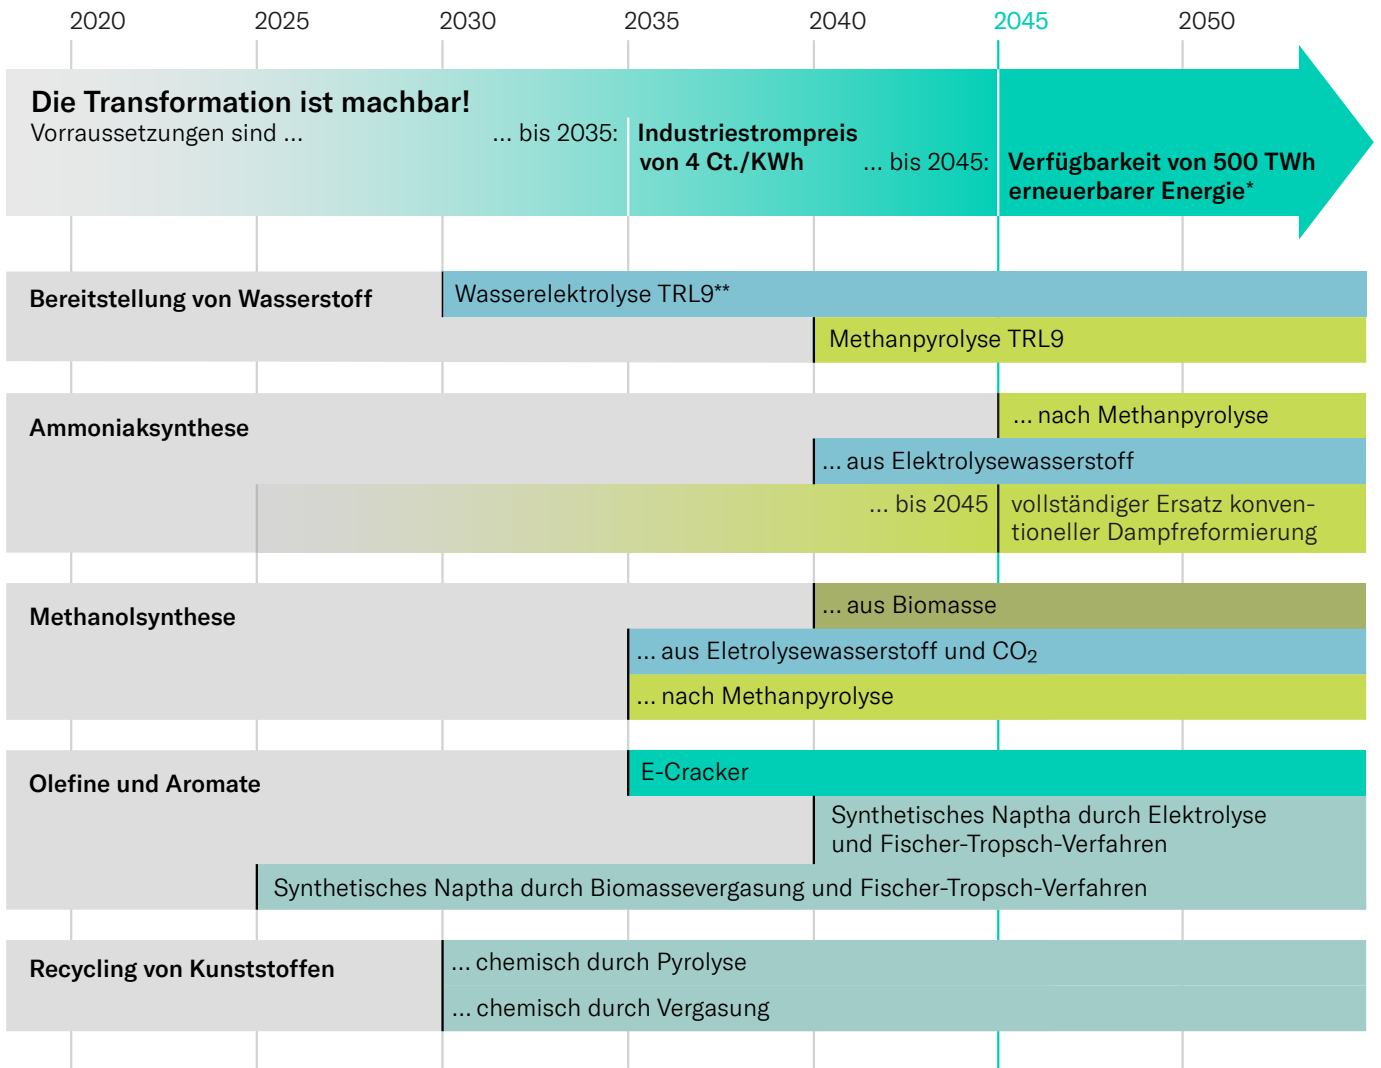 2020 2025 2030 2035 2040 2045 2050
Die Transformation ist machbar!
Vorraussetzungen sind ...
... bis 2035:
Industriestrompreis
von 4 Ct./KWh
... bis 2045:
Verfügbarkeit von 500 TWh
erneuerbarer Energie*
Bereitstellung von Wasserstoff
Wasserelektrolyse TRL9**
Methanpyrolyse TRL9
Ammoniaksynthese
... nach Methanpyrolyse
... aus Elektrolysewasserstoff
... bis 2045
vollständiger Ersatz konven-
tioneller Dampfreformierung
Methanolsynthese
... aus Biomasse
... aus Eletrolysewasserstoff und CO₂
... nach Methanpyrolyse
Olefine und Aromate
E-Cracker
Synthetisches Naptha durch Elektrolyse
und Fischer-Tropsch-Verfahren
Synthetisches Naptha durch Biomassevergasung und Fischer-Tropsch-Verfahren
Recycling von Kunststoffen
... chemisch durch Pyrolyse
... chemisch durch Vergasung